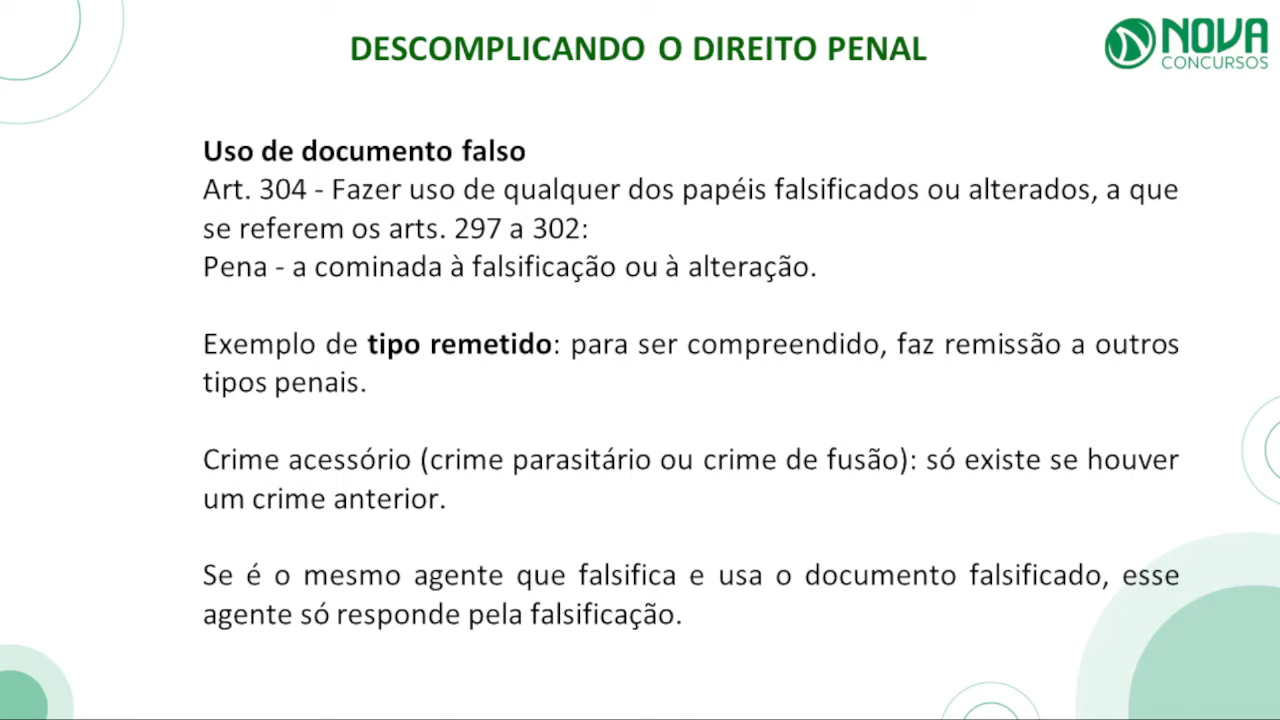 DESCOMPLICANDO O DIREITO PENAL
NOVA
CONCURSOS
Uso de documento falso
Art. 304 - Fazer uso de qualquer dos papéis falsificados ou alterados, a que
se referem os arts. 297 a 302:
Pena - a cominada à falsificação ou à alteração.
Exemplo de tipo remetido: para ser compreendido, faz remissão a outros
tipos penais.
Crime acessório (crime parasitário ou crime de fusão): só existe se houver
um crime anterior.
Se é o mesmo agente que falsifica e usa o documento falsificado, esse
agente só responde pela falsificação.